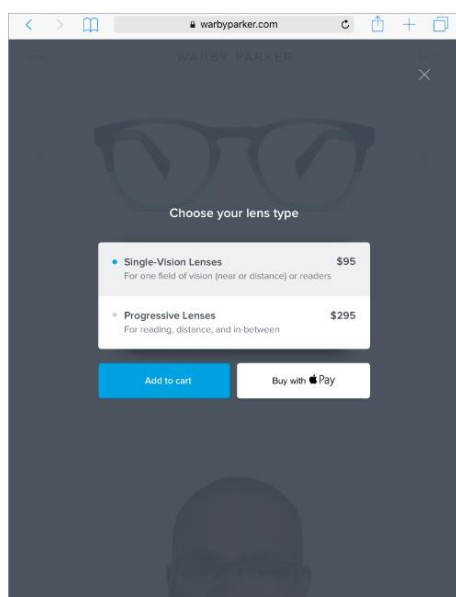 warbyparker.com
WARBY PARKER
Choose your lens type
Single-Vision Lenses $95
For one field of vision (near or distance) or readers
Progressive Lenses $295
For reading, distance, and in-between
Add to cart
Buy with Pay